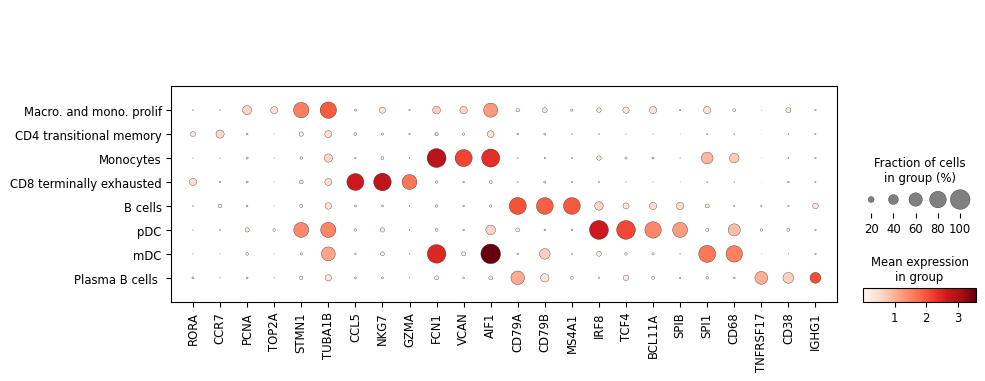 Macro. and mono. prolif
CD4 transitional memory
Monocytes
CD8 terminally exhausted
B cells
pDC
mDC
Plasma B cells
RORA
CCR7
PCNA
TOP2A
STMN1
TUBA1B
CCL5
NKG7
GZMA
FCN1
VCAN
AIF1
CD79A
CD79B
MS4A1
IRF8
TCF4
BCL11A
SPIB
SPI1
CD68
TNFRSF17
CD38
IGHG1
Fraction of cells
in group (%)
20 40 60 80 100
Mean expression
in group
1 2 3